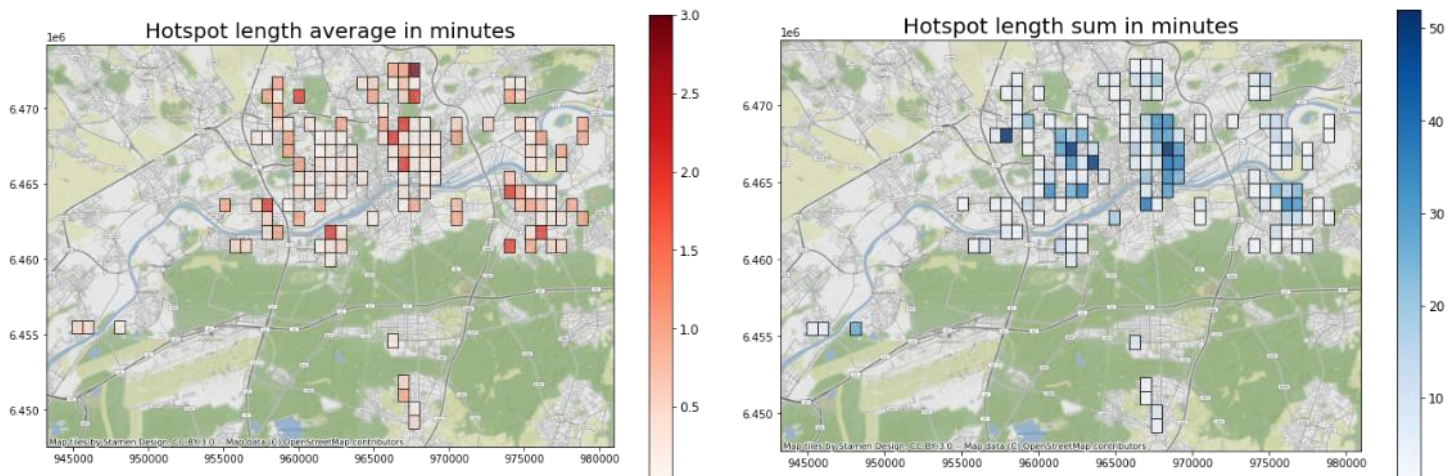 Hotspot length average in minutes
1e6
6.470
6.465
6.460
6.455
6.450
945000 950000 955000 960000 965000 970000 975000 980000
Map tiles by Stamen Design, CC BY 3.0 -- Map data (C) OpenStreetMap contributors
3.0
2.5
2.0
1.5
1.0
0.5
Hotspot length sum in minutes
1e6
6.470
6.465
6.460
6.455
6.450
945000 950000 955000 960000 965000 970000 975000 980000
Map tiles by Stamen Design, CC BY 3.0 -- Map data (C) OpenStreetMap contributors
50
40
30
20
10